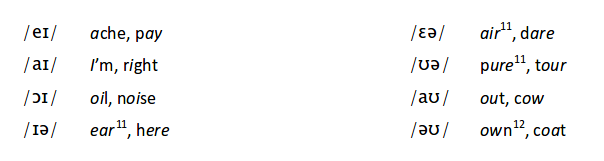 /eɪ/ ache, pay
/aɪ/ I'm, right
/ɔɪ/ oil, noise
/ɪə/ ear¹¹, here
/ɛə/ air¹¹, dare
/ʊə/ pure¹¹, tour
/aʊ/ out, cow
/əʊ/ own¹², coat